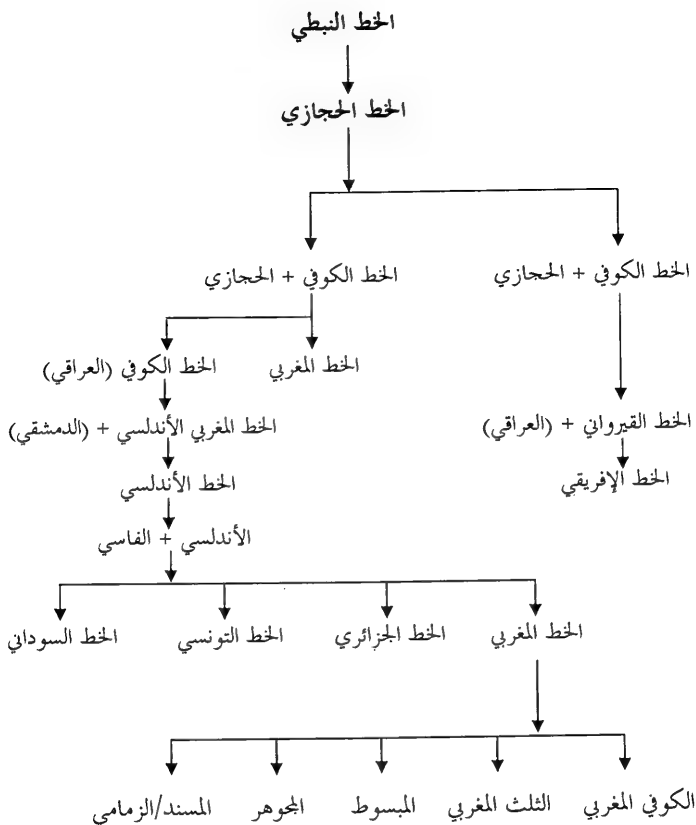 الخط النبطي
الخط الحجازي
الخط الكوفي + الحجازي
الخط الكوفي + الحجازي
الخط المغربي
الخط الكوفي (العراقي)
الخط القيرواني + (العراقي)
الخط المغربي الأندلسي + (الدمشقي)
الخط الإفريقي
الخط الأندلسي
الأندلسي + الفاسي
الخط المغربي
الخط الجزائري
الخط التونسي
الخط السوداني
الكوفي المغربي
الثلث المغربي
المبسوط
المجوهر
المسند/الزمامي